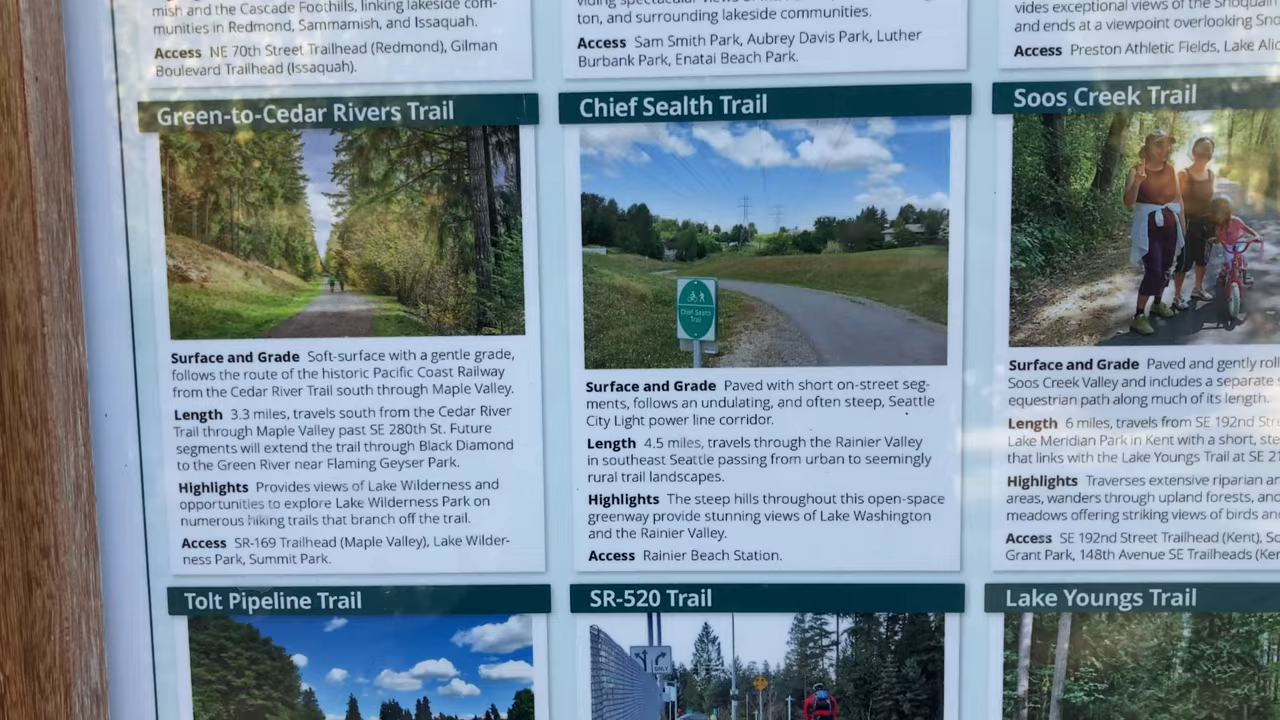 mish and the Cascade Foothills, linking lakeside com-
munities in Redmond, Sammamish, and Issaquah.
Access NE 70th Street Trailhead (Redmond), Gilman
Boulevard Trailhead (Issaquah).
ton, and surrounding lakeside communities.
Access Sam Smith Park, Aubrey Davis Park, Luther
Burbank Park, Enatai Beach Park.
vides exceptional views of the
and ends at a viewpoint overlooking
Access Preston Athletic Fields, Lake
Green-to-Cedar Rivers Trail
Surface and Grade Soft-surface with a gentle grade,
follows the route of the historic Pacific Coast Railway
from the Cedar River Trail south through Maple Valley.
Length 3.3 miles, travels south from the Cedar River
Trail through Maple Valley past SE 280th St. Future
segments will extend the trail through Black Diamond
to the Green River near Flaming Geyser Park.
Highlights Provides views of Lake Wilderness and
opportunities to explore Lake Wilderness Park on
numerous hiking trails that branch off the trail.
Access SR-169 Trailhead (Maple Valley), Lake Wilder-
ness Park, Summit Park.
Chief Sealth Trail
Chief Sealth
Trail
Surface and Grade Paved with short on-street seg-
ments, follows an undulating, and often steep, Seattle
City Light power line corridor.
Length 4.5 miles, travels through the Rainier Valley
in southeast Seattle passing from urban to seemingly
rural trail landscapes.
Highlights The steep hills throughout this open-space
greenway provide stunning views of Lake Washington
and the Rainier Valley.
Access Rainier Beach Station.
Soos Creek Trail
Surface and Grade Paved and gently
Soos Creek Valley and includes a separate
equestrian path along much of its length.
Length 6 miles, travels from SE 192nd
Lake Meridian Park in Kent with a short,
that links with the Lake Youngs Trail at SE
Highlights Traverses extensive riparian
areas, wanders through upland forests, and
meadows offering striking views of birds
Access SE 192nd Street Trailhead (Kent),
Grant Park, 148th Avenue SE Trailheads
Tolt Pipeline Trail
SR-520 Trail
ONLY
Lake Youngs Trail